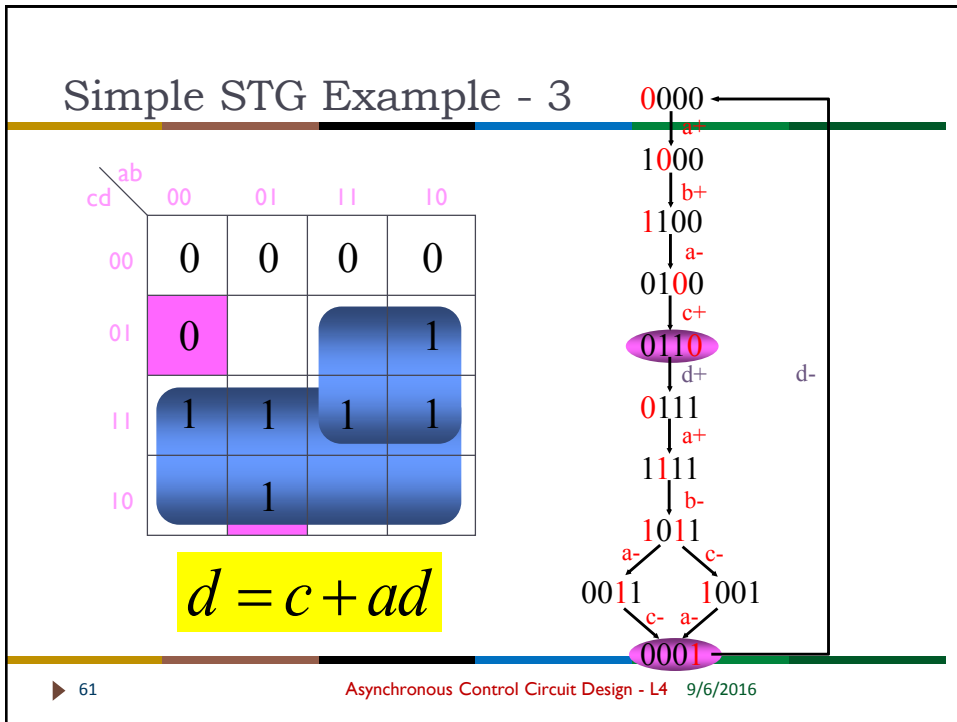 Simple STG Example - 3
ab
cd 00 01 11 10
00 0 0 0 0
01 0 1
11 1 1 1 1
10 1
d = c + ad
0000
a+
1000
b+
1100
a-
0100
c+
0110
d+ d-
0111
a+
1111
b-
1011
a- c-
0011 1001
c- a-
0001
61 Asynchronous Control Circuit Design - L4 9/6/2016